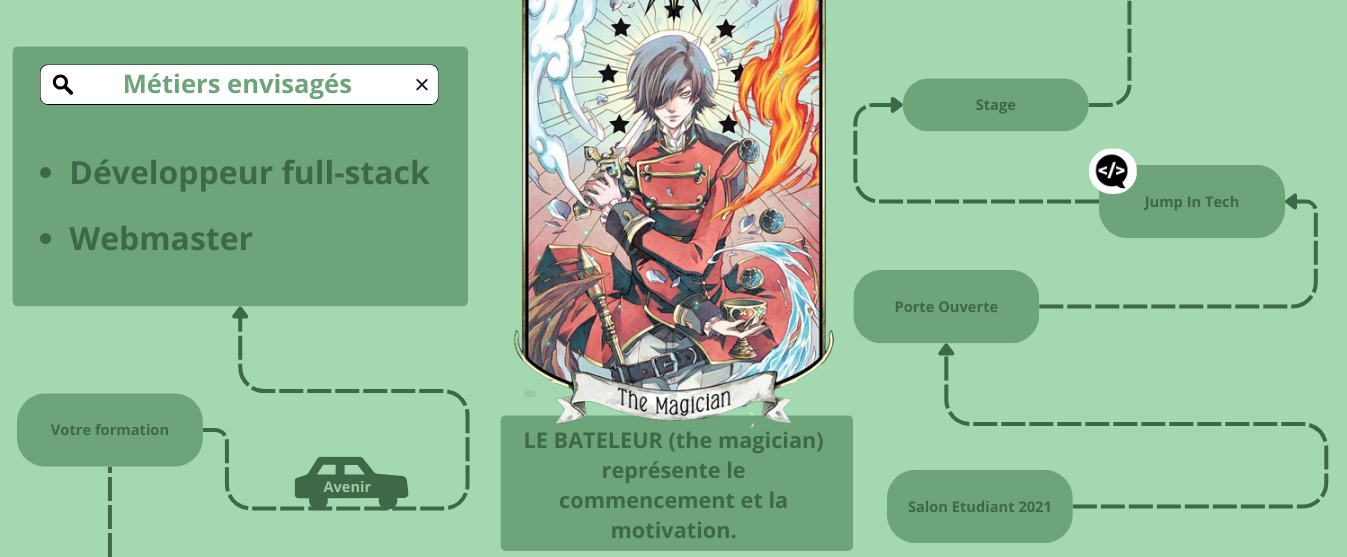 Métiers envisagés
• Développeur full-stack
• Webmaster
Votre formation
Avenir
The Magician
LE BATELEUR (the magician)
représente le
commencement et la
motivation.
Stage
</>
Jump In Tech
Porte Ouverte
Salon Etudiant 2021